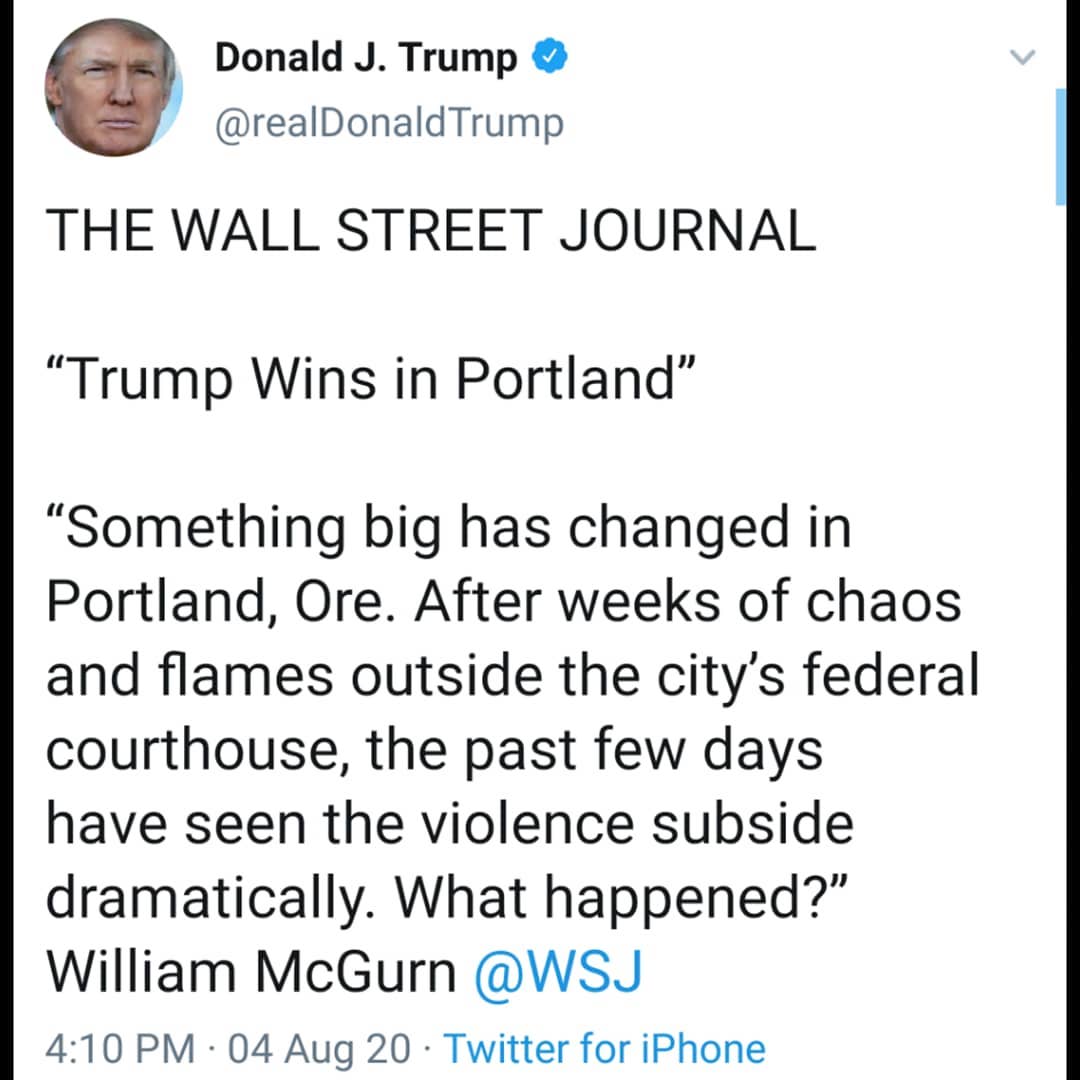 Donald J. Trump
@realDonaldTrump
THE WALL STREET JOURNAL
“Trump Wins in Portland”
“Something big has changed in
Portland, Ore. After weeks of chaos
and flames outside the city’s federal
courthouse, the past few days
have seen the violence subside
dramatically. What happened?”
William McGurn @WSJ
4:10 PM · 04 Aug 20 · Twitter for iPhone